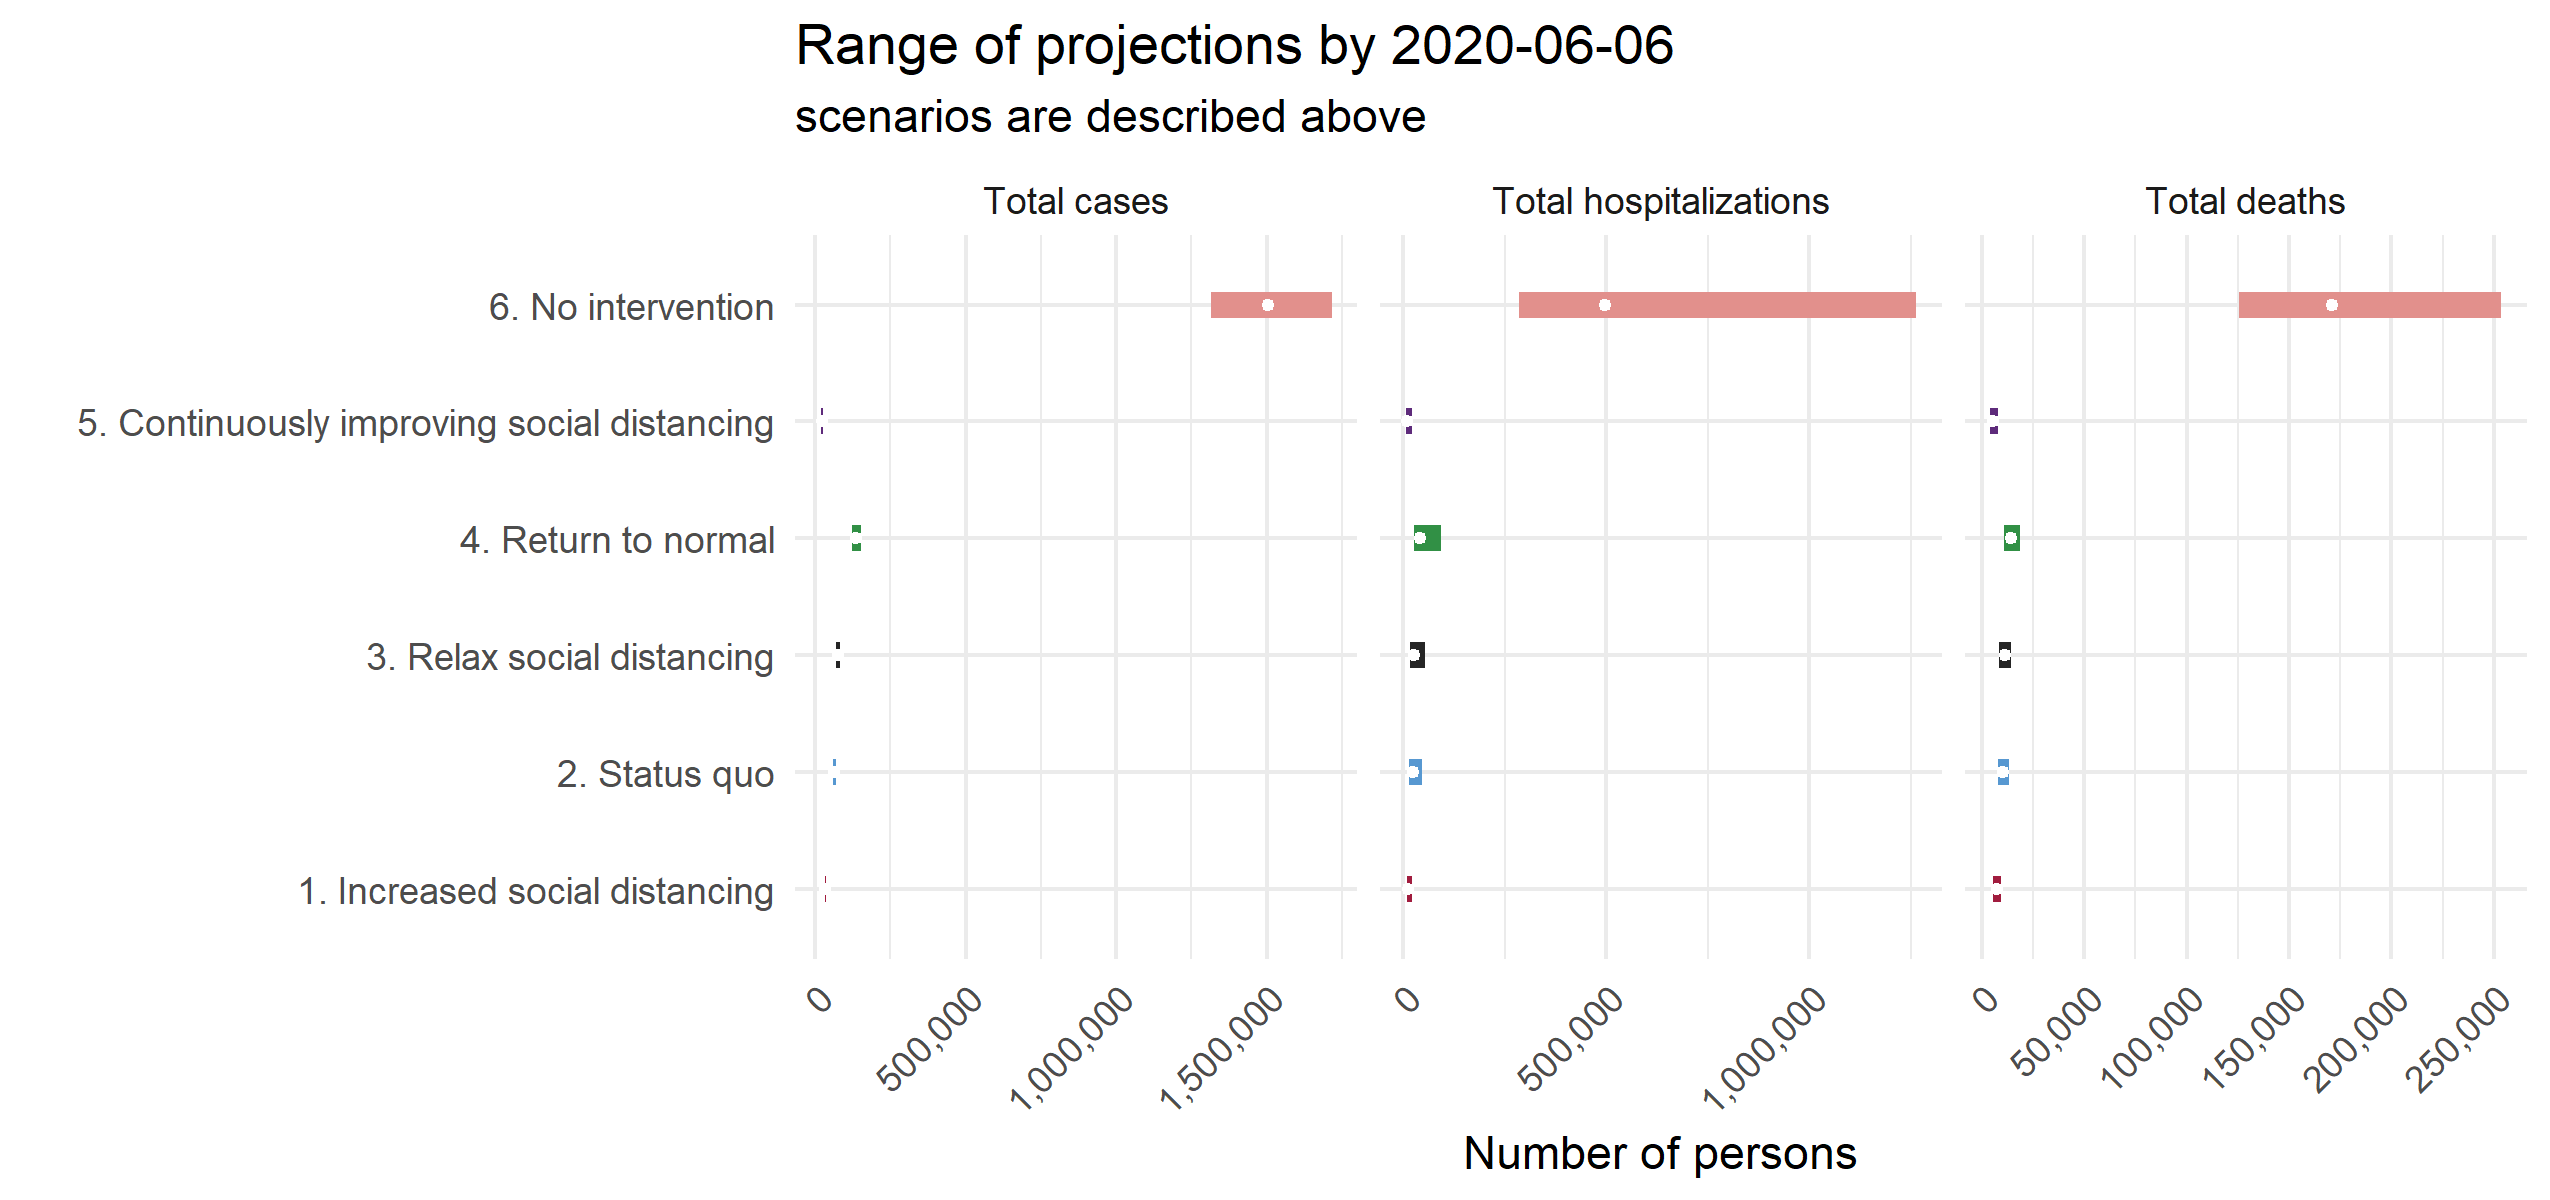 Range of projections by 2020-06-06
scenarios are described above
Total cases
Total hospitalizations
Total deaths
6. No intervention
5. Continuously improving social distancing
4. Return to normal
3. Relax social distancing
2. Status quo
1. Increased social distancing
0
500,000
1,000,000
1,500,000
0
500,000
1,000,000
0
50,000
100,000
150,000
200,000
250,000
Number of persons